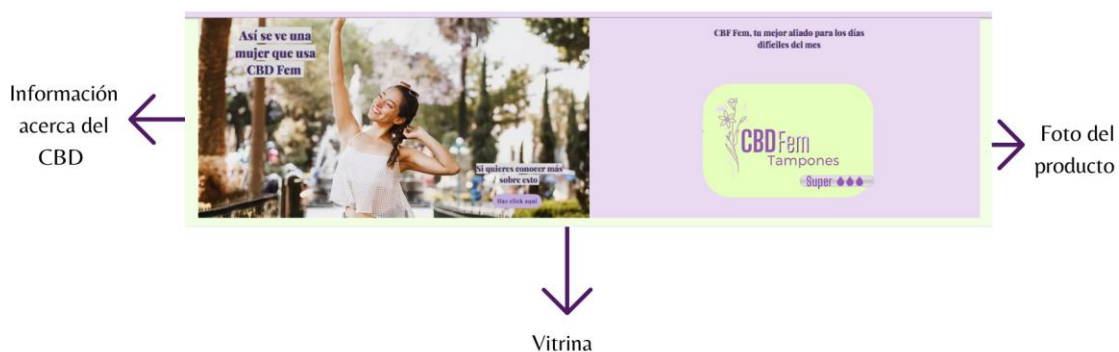 Información
acerca del
CBD
Así se ve una
mujer que usa
CBD Fem
Si quieres conocer más
sobre esto
Haz click aquí
CBF Fem, tu mejor aliado para los días
difíciles del mes
CBD Fem
Tampones
Super
Foto del
producto
Vitrina